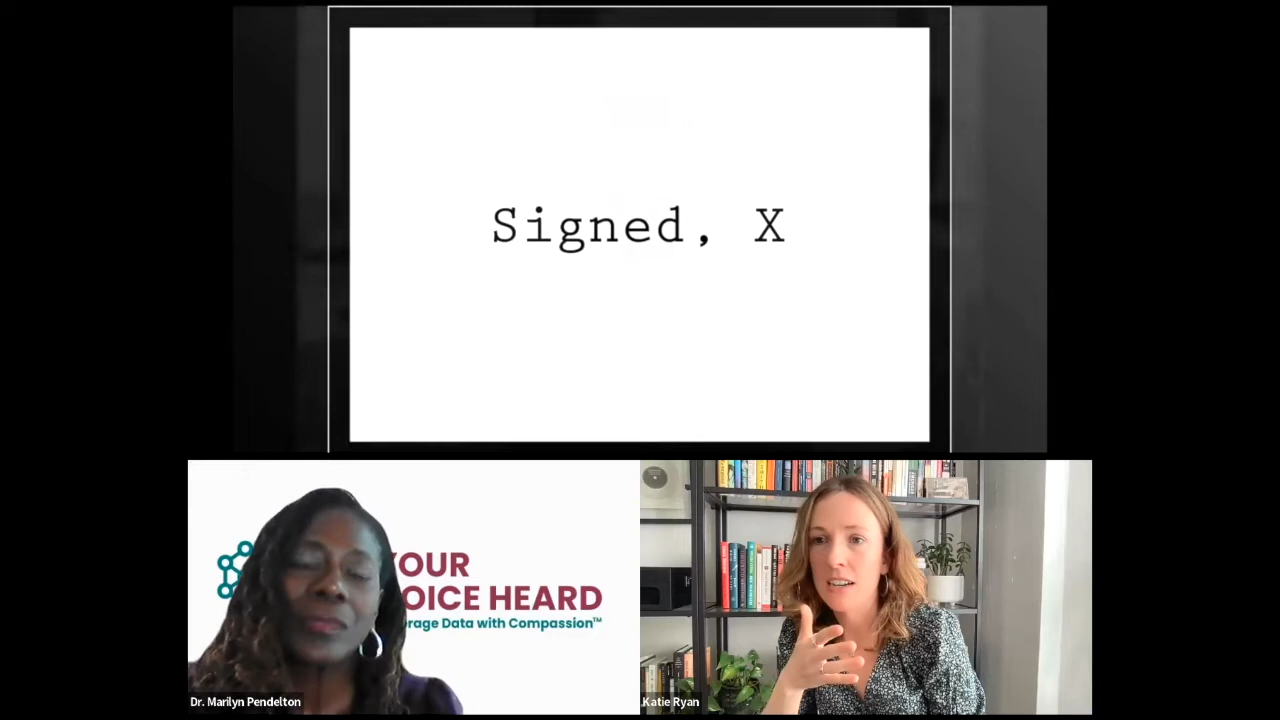 Signed, X
YOUR
OICE HEARD
rage Data with Compassion™
Dr. Marilyn Pendelton
Katie Ryan